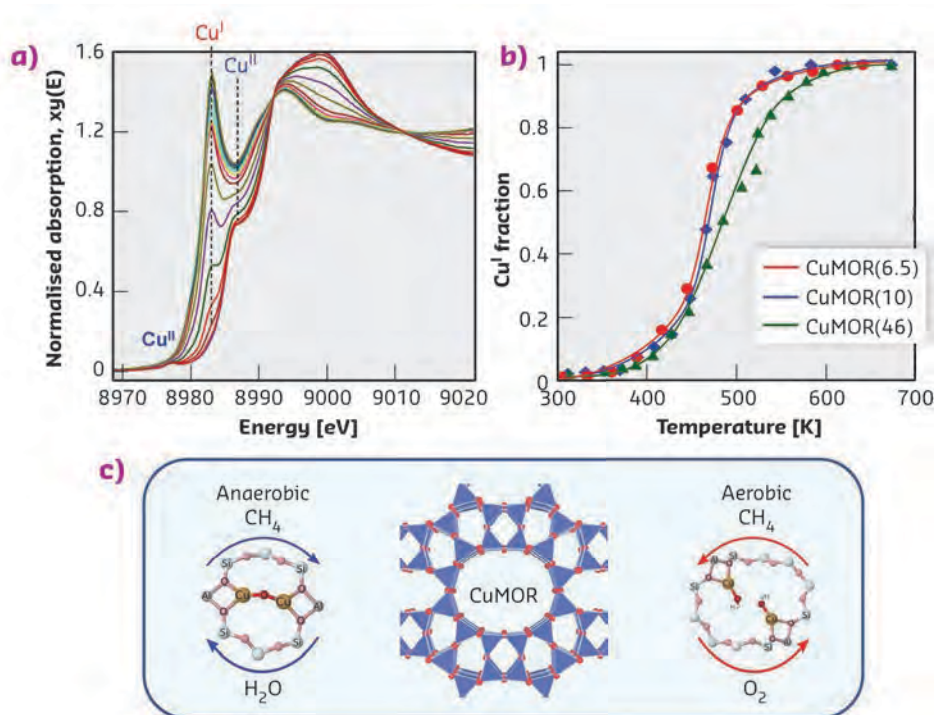 a)
Cu^I
Cu^II
Cu^II
Normalised absorption, xy(E)
1.6
1.2
0.8
0.4
0
8970 8980 8990 9000 9010 9020
Energy [eV]
b)
Cu^I fraction
1
0.8
0.6
0.4
0.2
0
300 400 500 600 700
Temperature [K]
CuMOR(6.5)
CuMOR(10)
CuMOR(46)
c)
Anaerobic
CH₄
Si
Si
Al
Cu
Cu
Al
Si
Si
H₂O
CuMOR
Aerobic
CH₄
Al
Si
Si
Al
O₂